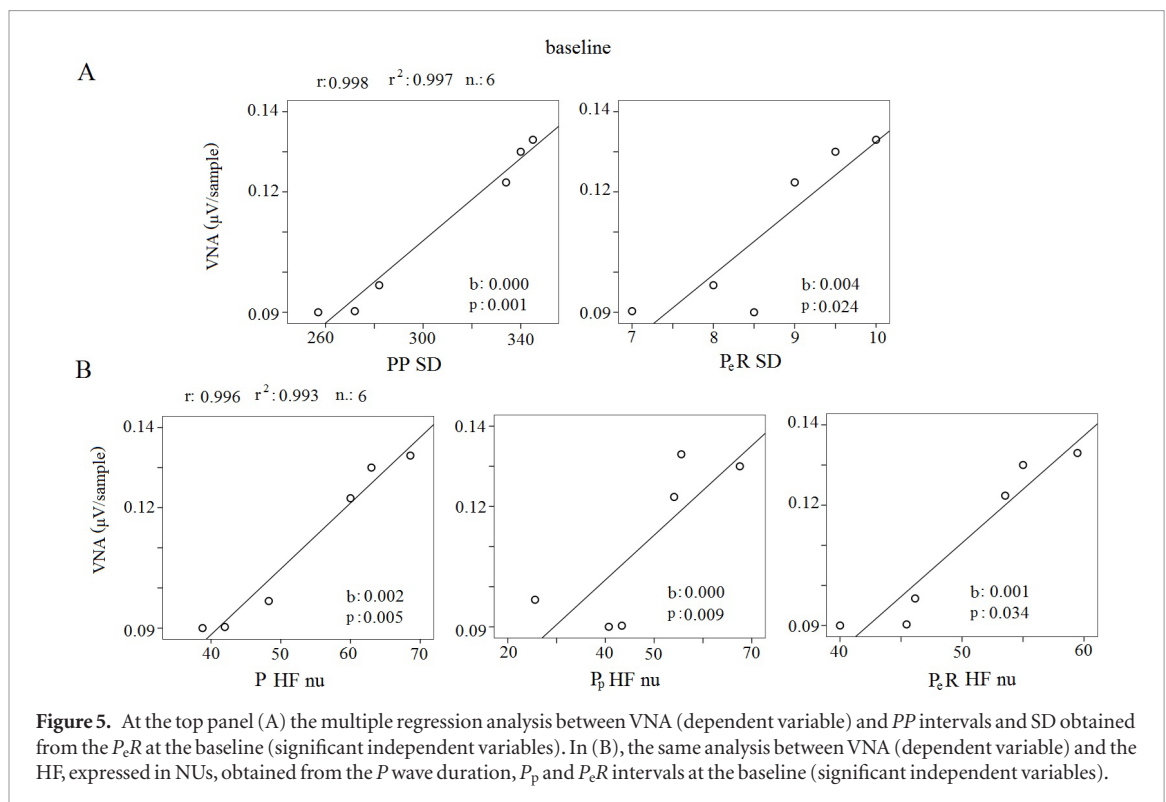 baseline
A
r: 0.998 r²: 0.997 n.: 6
VNA (µV/sample)
0.14
0.12
0.09
b: 0.000
p: 0.001
260 300 340
PP SD
b: 0.004
p: 0.024
7 8 9 10
PₑR SD
B
r: 0.996 r²: 0.993 n.: 6
VNA (µV/sample)
0.14
0.12
0.09
b: 0.002
p: 0.005
40 50 60 70
P HF nu
0.14
0.12
0.09
b: 0.000
p: 0.009
20 30 40 50 60 70
Pₚ HF nu
0.14
0.12
0.09
b: 0.001
p: 0.034
40 50 60
PₑR HF nu
Figure 5. At the top panel (A) the multiple regression analysis between VNA (dependent variable) and PP intervals and SD obtained
from the PₑR at the baseline (significant independent variables). In (B), the same analysis between VNA (dependent variable) and the
HF, expressed in NUs, obtained from the P wave duration, Pₚ and PₑR intervals at the baseline (significant independent variables).